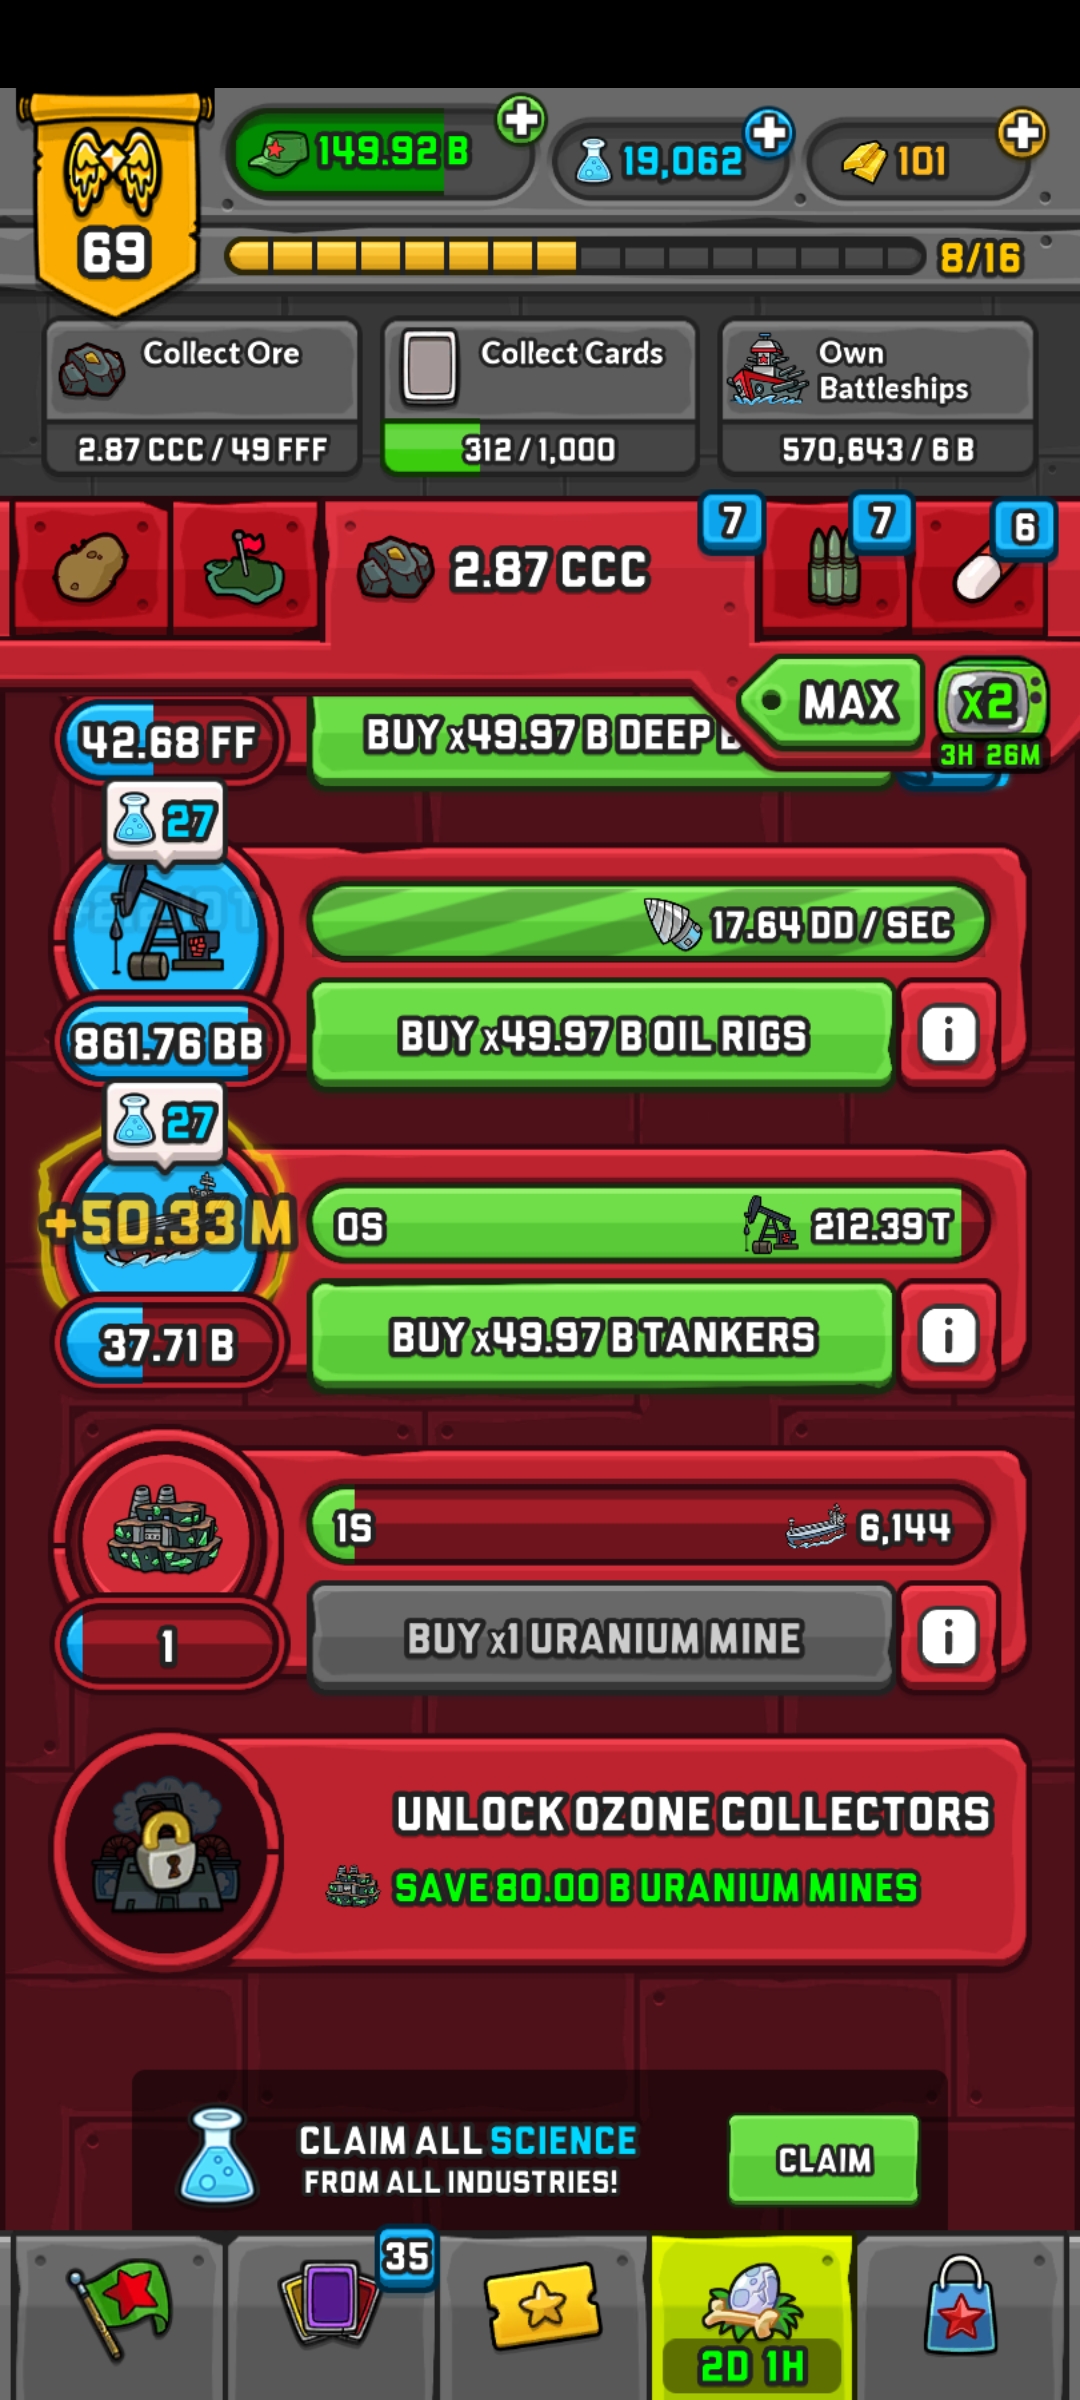 149.92 B
19,062
101
69
8/16
Collect Ore
2.87 CCC / 49 FFF
Collect Cards
312 / 1,000
Own
Battleships
570,643 / 6 B
2.87 CCC
7
7
6
MAX
x2
3H 26M
42.68 FF
BUY x49.97 B DEEP
27
17.64 DD / SEC
861.76 BB
BUY x49.97 B OIL RIGS
27
+50.33 M
0S
212.39 T
37.71 B
BUY x49.97 B TANKERS
1S
6,144
1
BUY x1 URANIUM MINE
UNLOCK OZONE COLLECTORS
SAVE 80.00 B URANIUM MINES
CLAIM ALL SCIENCE
FROM ALL INDUSTRIES!
CLAIM
35
2D 1H